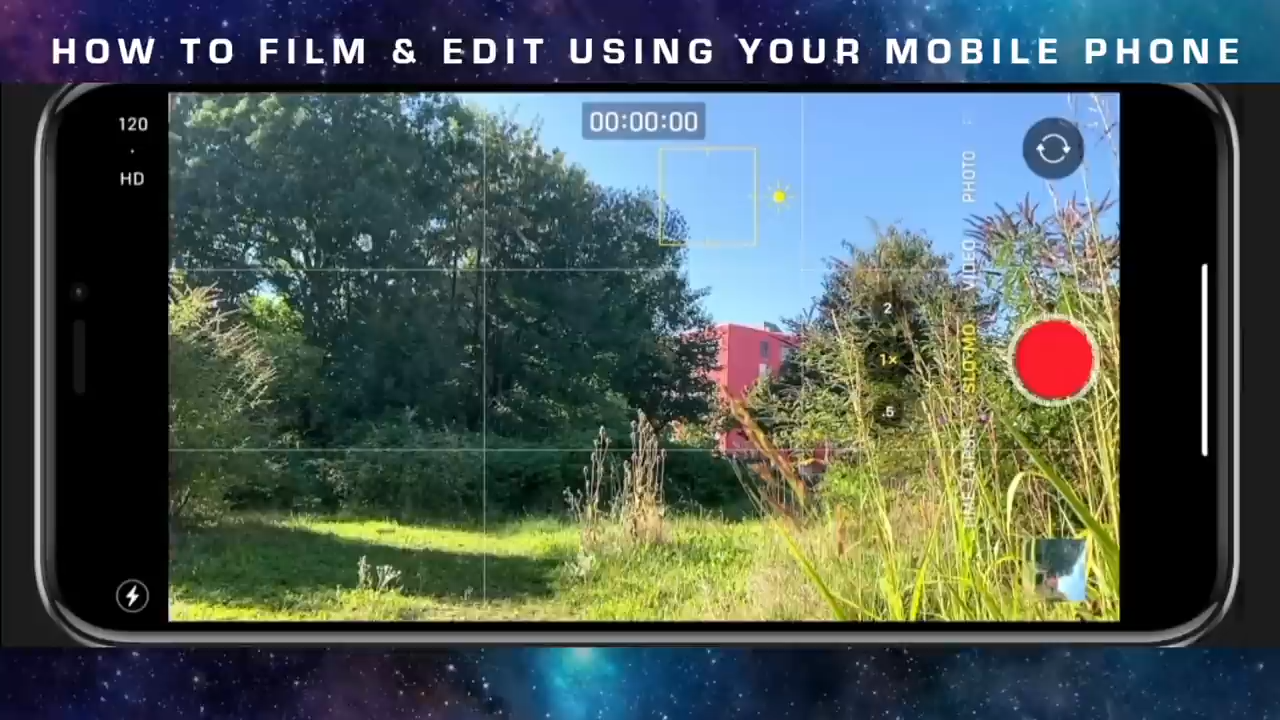 HOW TO FILM & EDIT USING YOUR MOBILE PHONE
120
HD
00:00:00
PHOTO
VIDEO
SLO-MO
TIME-LAPSE
2
1×
.5